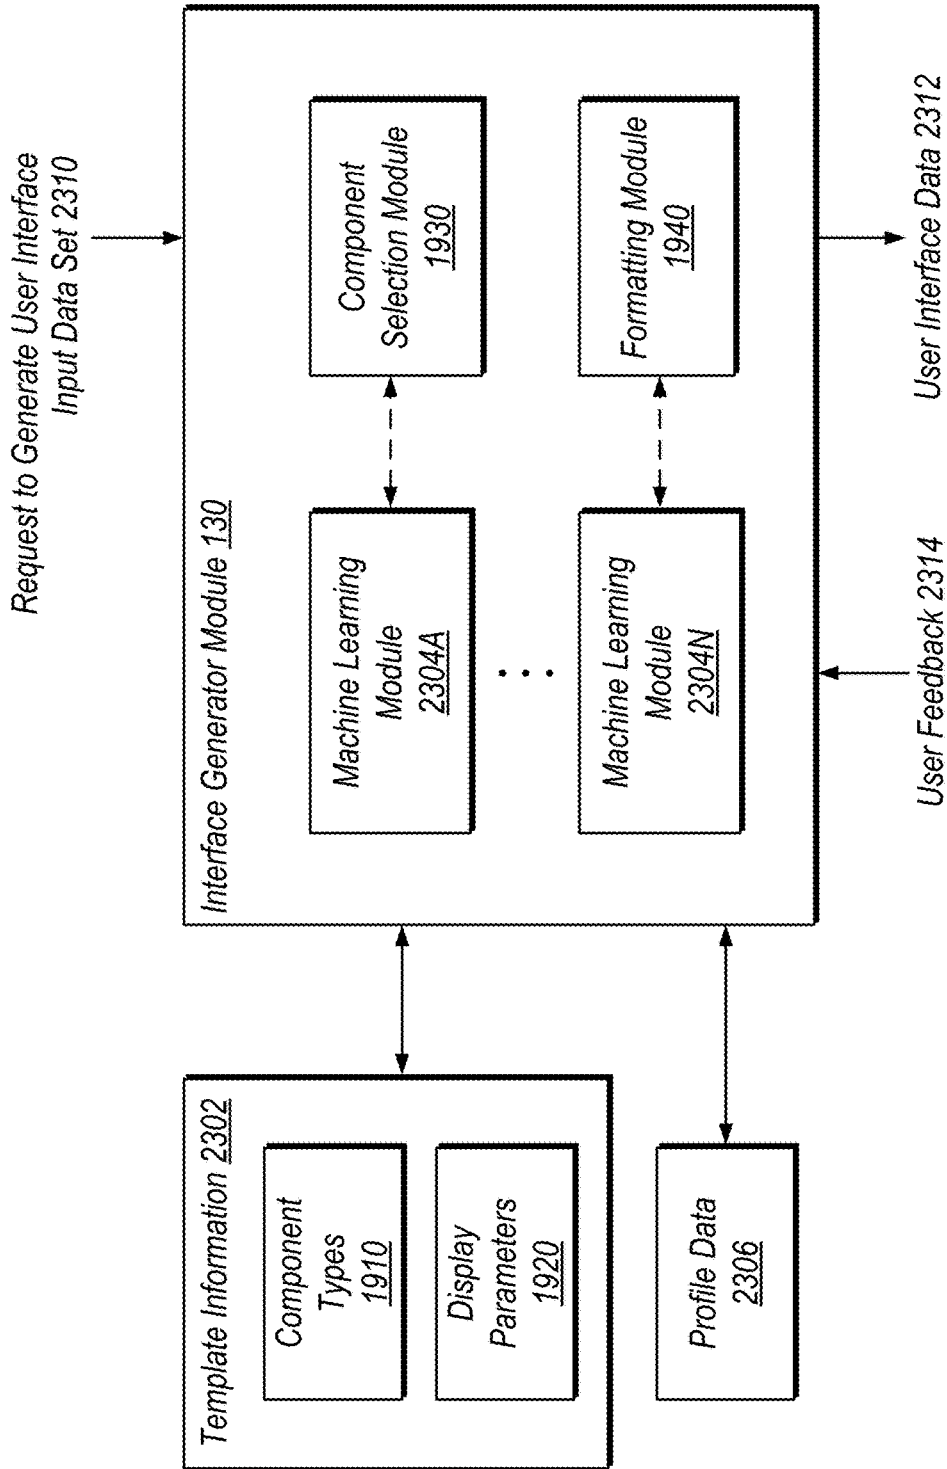 Request to Generate User Interface
Input Data Set 2310
Template Information 2302
Component
Types
1910
Display
Parameters
1920
Profile Data
2306
Interface Generator Module 130
Machine Learning
Module
2304A
Component
Selection Module
1930
. . .
Machine Learning
Module
2304N
Formatting Module
1940
User Feedback 2314
User Interface Data 2312